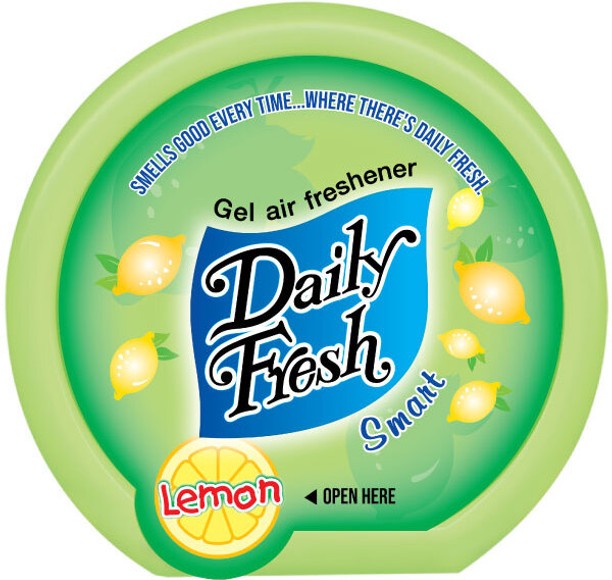 SMELLS GOOD EVERY TIME...WHERE THERE'S DAILY FRESH.
Gel air freshener
Daily
Fresh
Smart
Lemon
◀ OPEN HERE